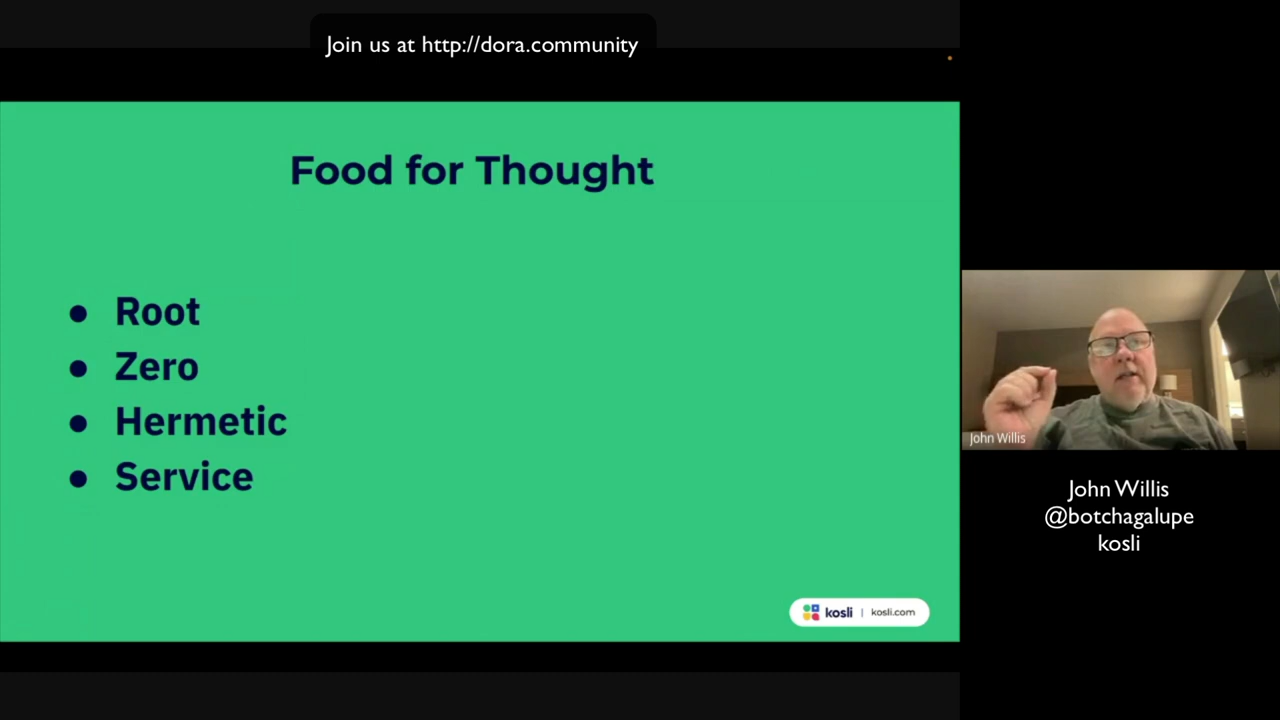 Join us at http://dora.community
Food for Thought
● Root
● Zero
● Hermetic
● Service
kosli | kosli.com
John Willis
John Willis
@botchagalupe
kosli